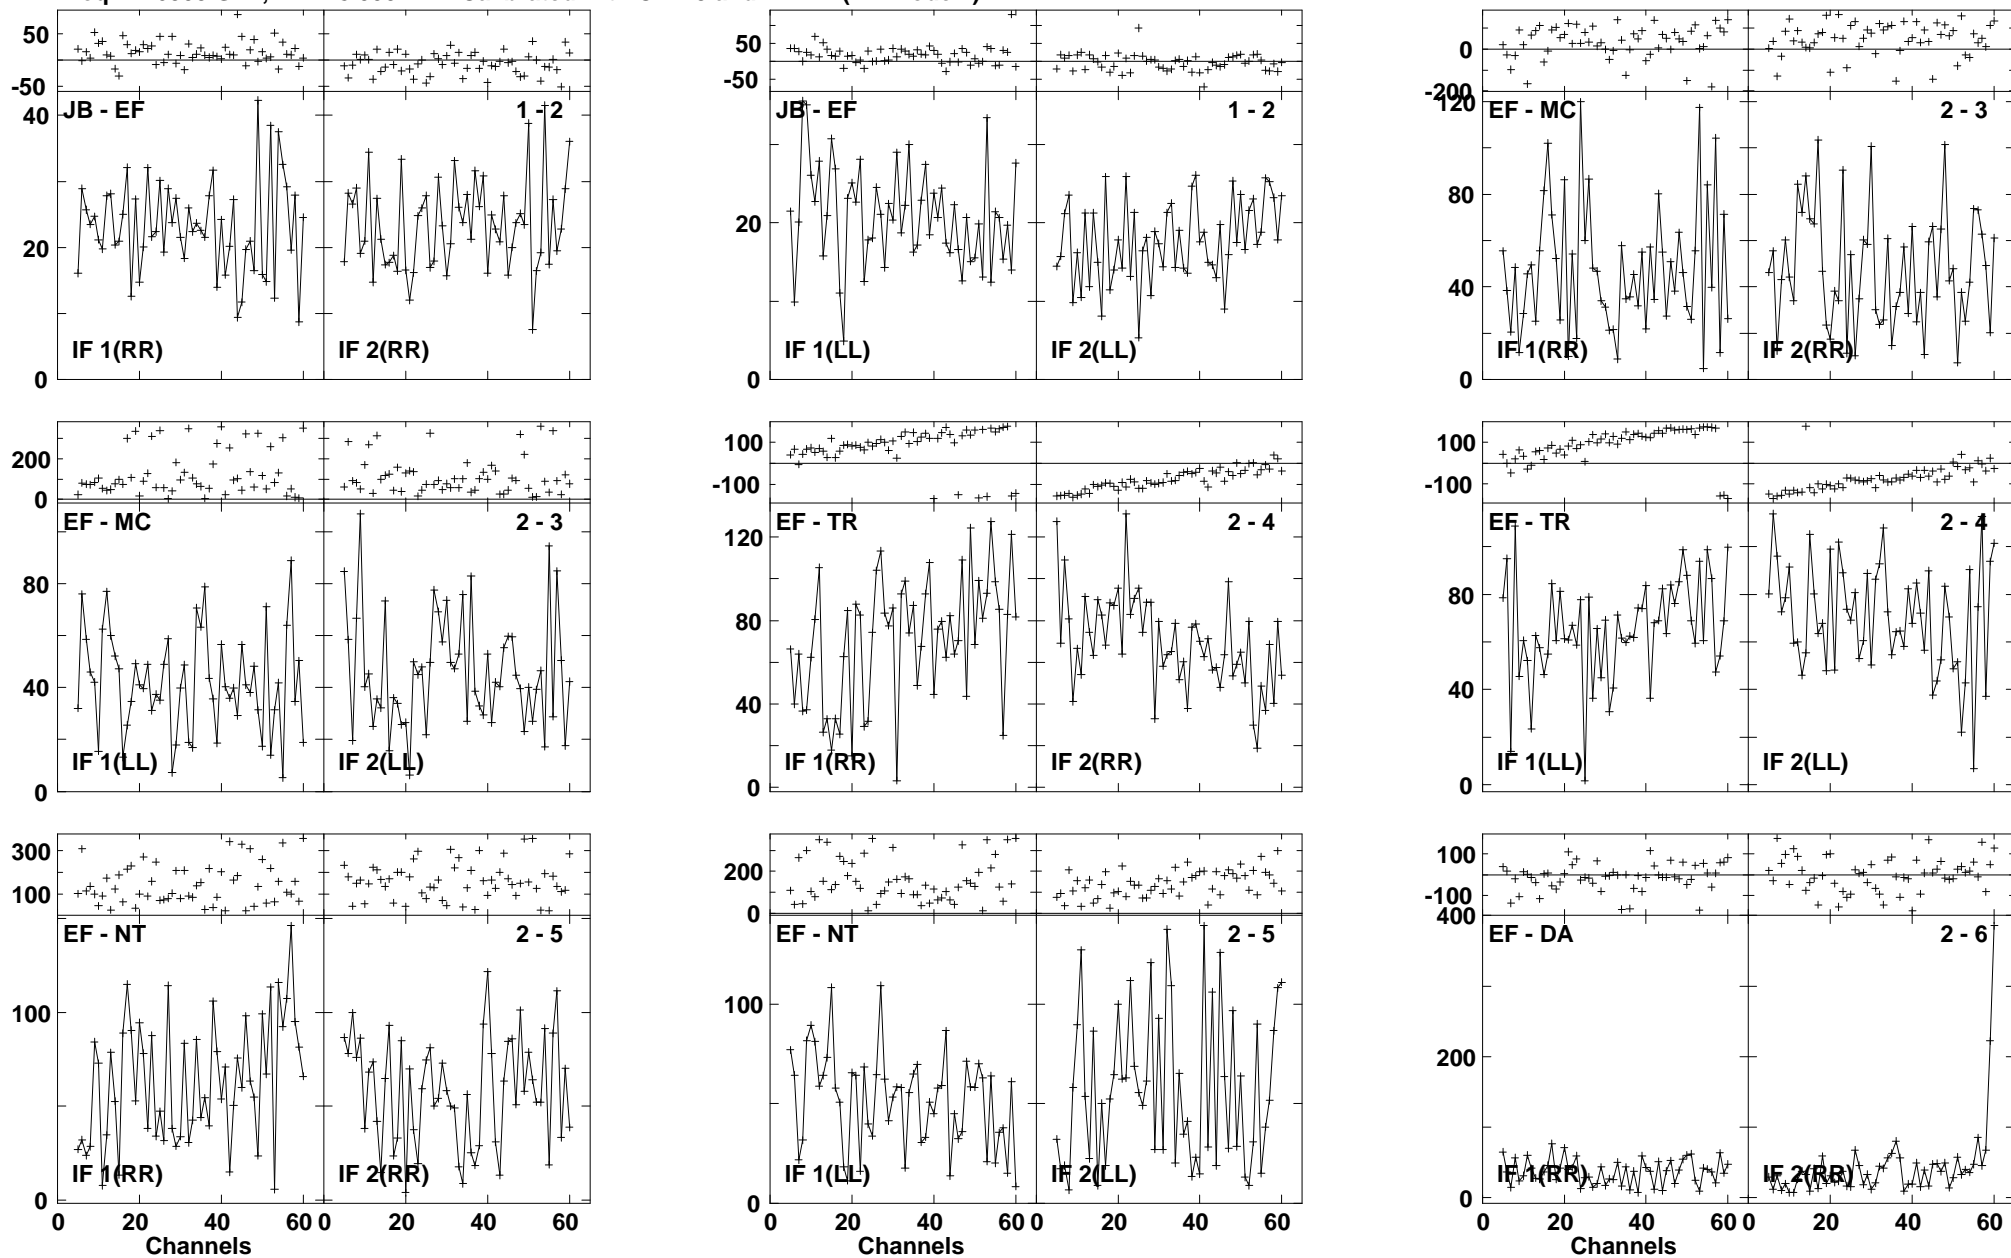 50
-50
JB - EF
1 - 2
40
20
0
IF 1(RR)
IF 2(RR)
50
-50
JB - EF
1 - 2
20
0
IF 1(LL)
IF 2(LL)
0
-200
120
EF - MC
2 - 3
80
40
0
IF 1(RR)
IF 2(RR)
200
0
EF - MC
2 - 3
80
40
0
IF 1(LL)
IF 2(LL)
100
-100
EF - TR
2 - 4
120
80
40
0
IF 1(RR)
IF 2(RR)
100
-100
EF - TR
2 - 4
80
40
0
IF 1(LL)
IF 2(LL)
300
100
EF - NT
2 - 5
100
0
IF 1(RR)
IF 2(RR)
0 20 40 60 0 20 40 60
Channels
200
0
EF - NT
2 - 5
100
0
IF 1(LL)
IF 2(LL)
0 20 40 60 0 20 40 60
Channels
100
-100
400
EF - DA
2 - 6
200
0
IF 1(RR)
IF 2(RR)
0 20 40 60 0 20 40 60
Channels